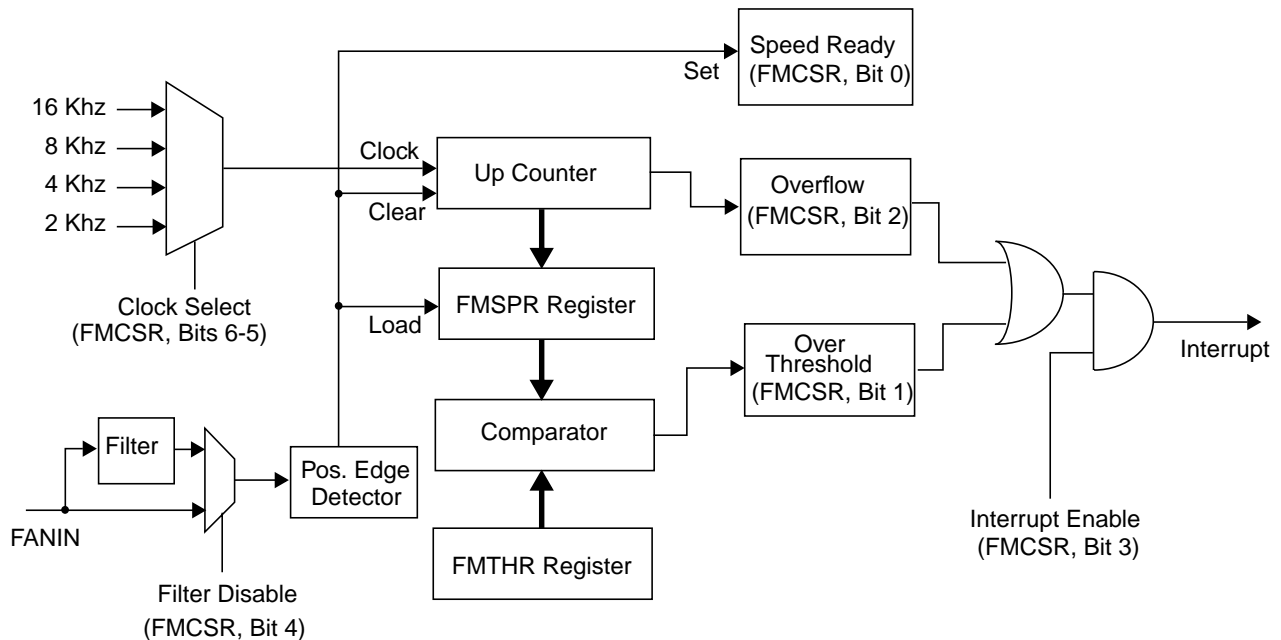 Speed Ready
(FMCSR, Bit 0)
Set
16 Khz
8 Khz
4 Khz
2 Khz
Clock
Clear
Up Counter
Overflow
(FMCSR, Bit 2)
Clock Select
(FMCSR, Bits 6-5)
Load
FMSPR Register
Over
Threshold
(FMCSR, Bit 1)
Interrupt
Filter
Pos. Edge
Detector
Comparator
FANIN
FMTHR Register
Interrupt Enable
(FMCSR, Bit 3)
Filter Disable
(FMCSR, Bit 4)